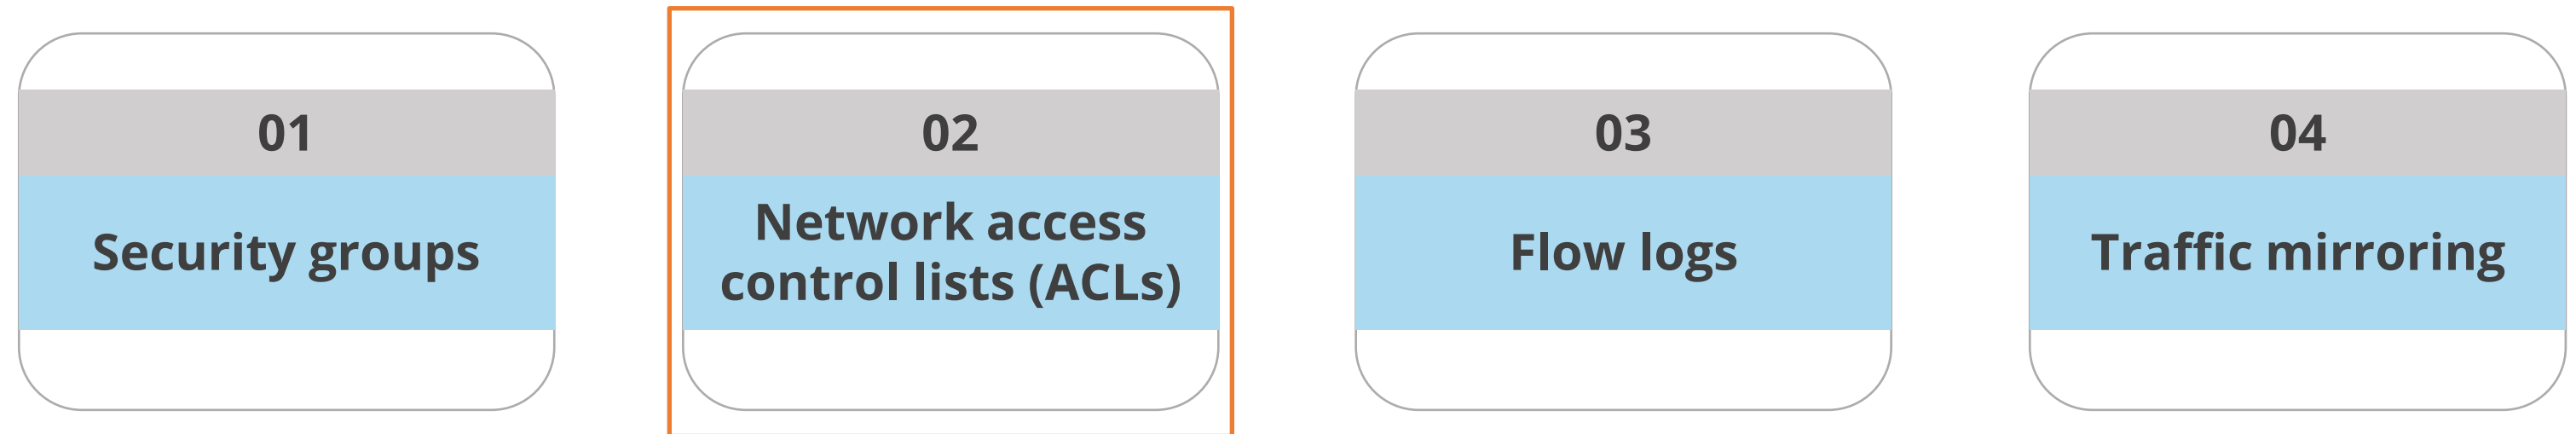 01
Security groups
02
Network access
control lists (ACLs)
03
Flow logs
04
Traffic mirroring